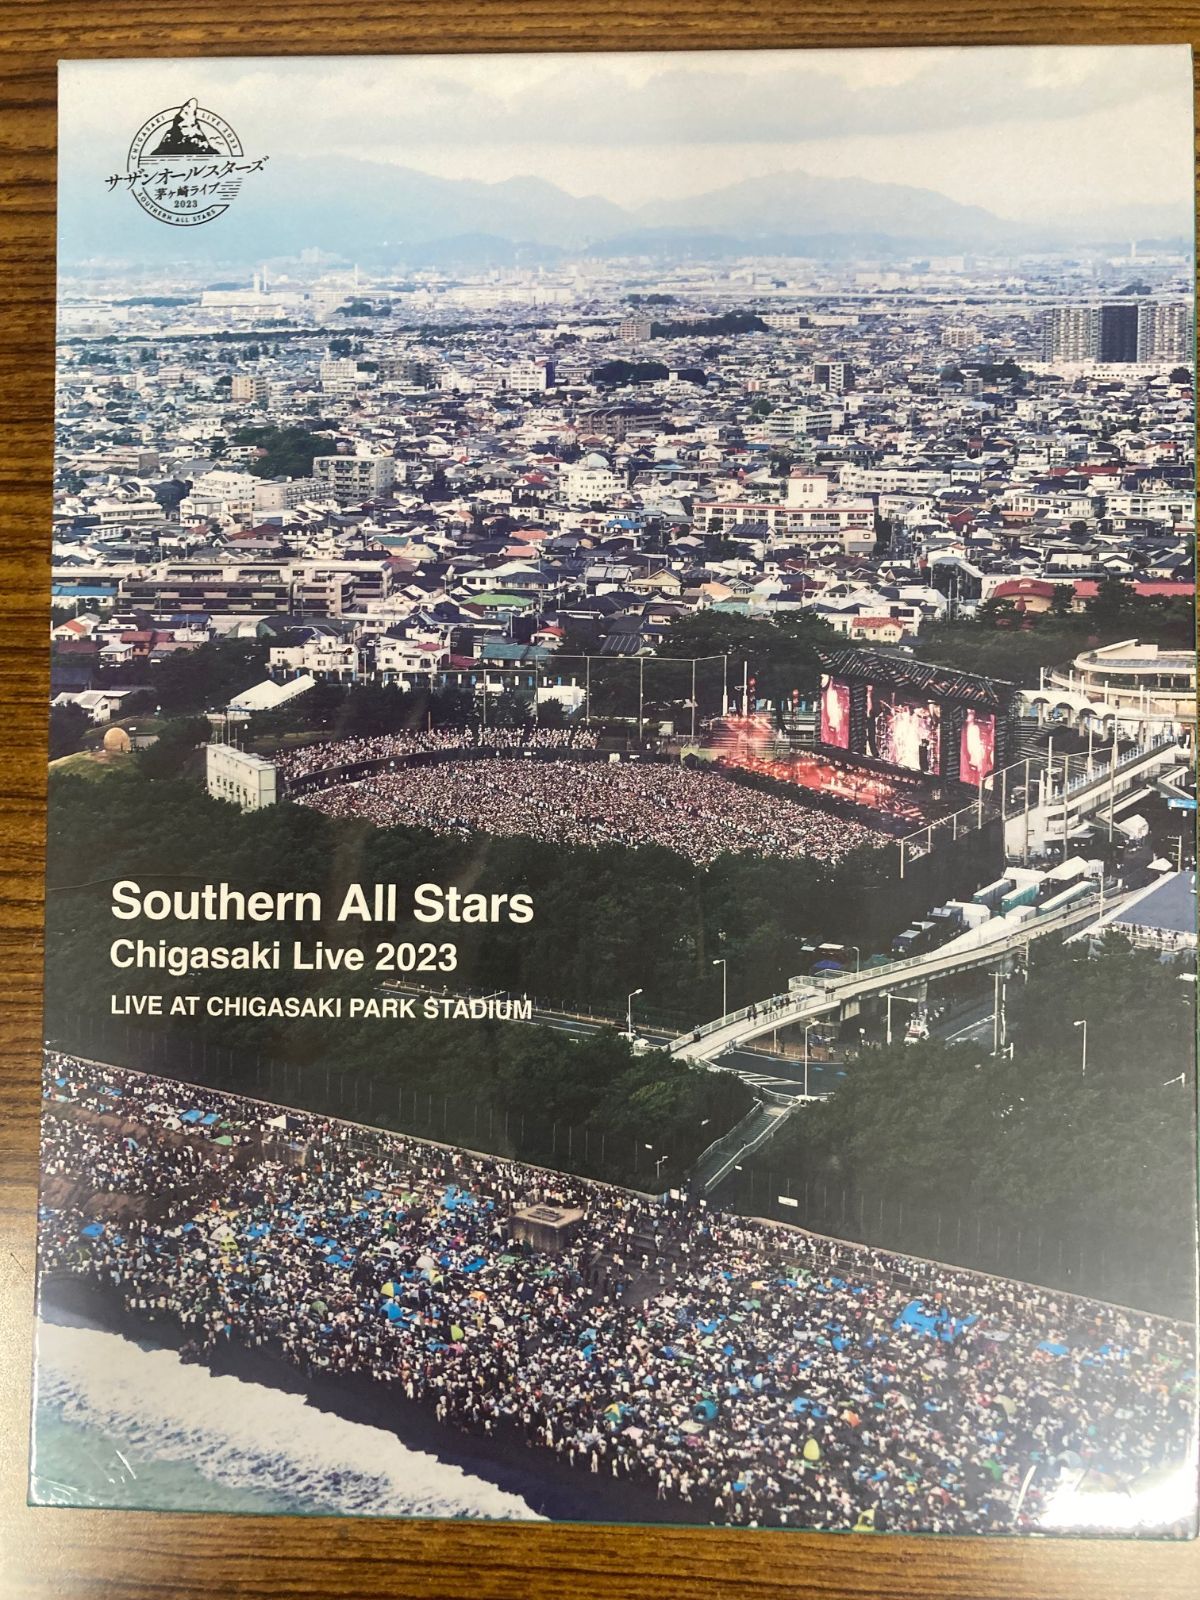 CHIGASAKI LIVE 2023
サザンオールスターズ
茅ヶ崎ライブ
2023
SOUTHERN ALL STARS
Southern All Stars
Chigasaki Live 2023
LIVE AT CHIGASAKI PARK STADIUM